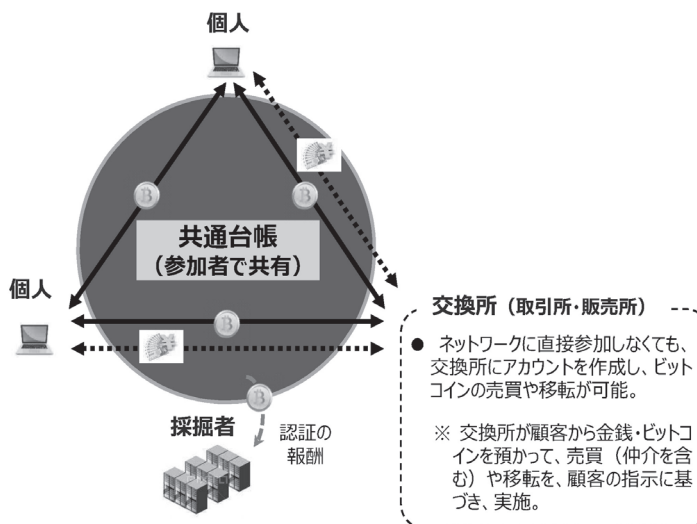 個人
共通台帳
（参加者で共有）
個人
採掘者
認証の
報酬
交換所（取引所・販売所）
● ネットワークに直接参加しなくても、
交換所にアカウントを作成し、ビット
コインの売買や移転が可能。
※ 交換所が顧客から金銭・ビットコ
インを預かって、売買（仲介を含
む）や移転を、顧客の指示に基
づき、実施。